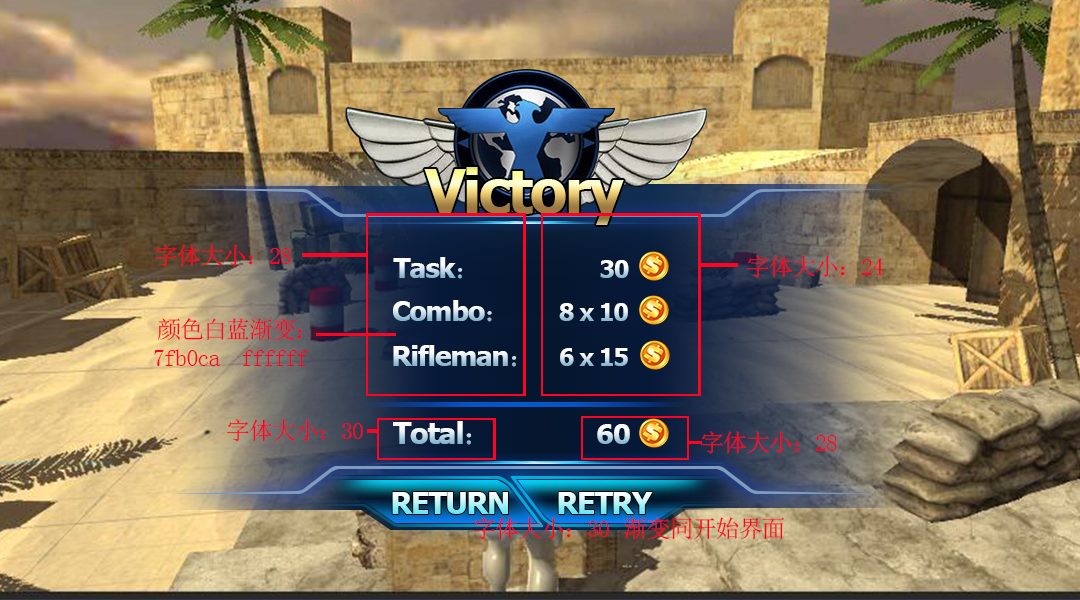 Victory
字体大小：26
Task：
30
字体大小：24
Combo：
8 x 10
颜色白蓝渐变：
7fb0ca ffffff
Rifleman：
6 x 15
字体大小：30
Total：
60
字体大小：28
RETURN
RETRY
字体大小：30 渐变同开始界面